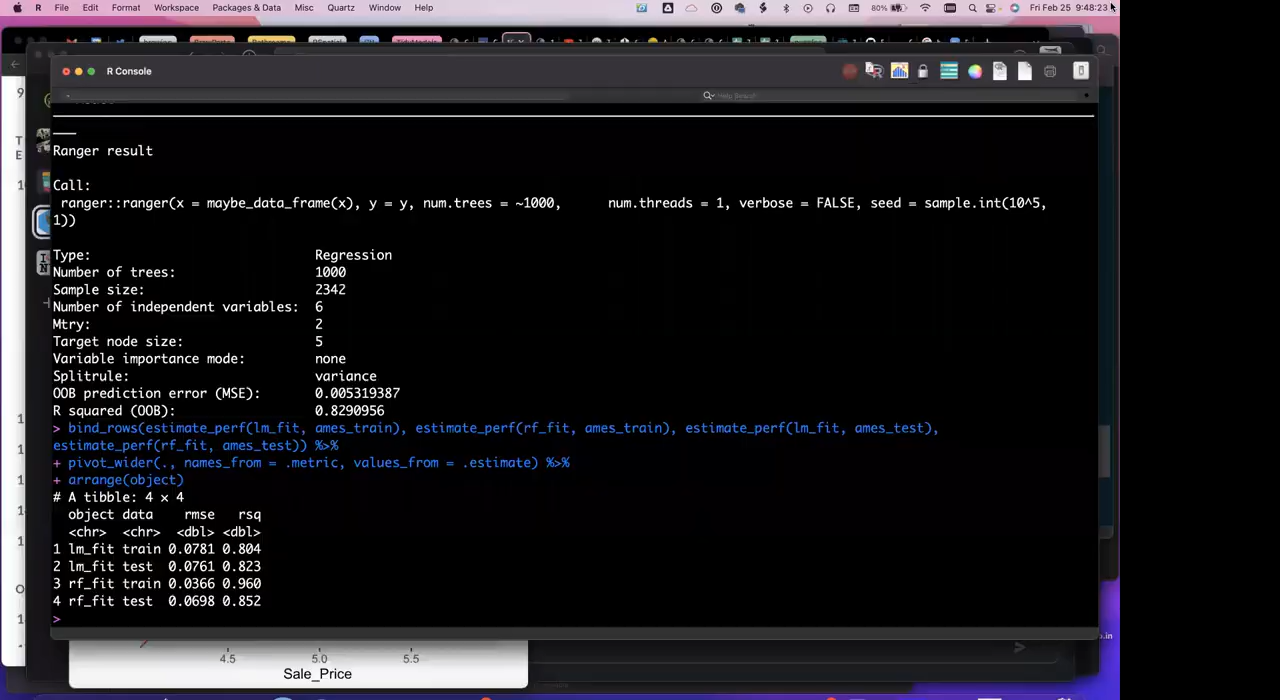 R File Edit Format Workspace Packages & Data Misc Quartz Window Help
80%
Fri Feb 25 9:48:23
R Console
Help Search
Ranger result
Call:
ranger::ranger(x = maybe_data_frame(x), y = y, num.trees = ~1000, num.threads = 1, verbose = FALSE, seed = sample.int(10^5,
1))
Type: Regression
Number of trees: 1000
Sample size: 2342
Number of independent variables: 6
Mtry: 2
Target node size: 5
Variable importance mode: none
Splitrule: variance
OOB prediction error (MSE): 0.005319387
R squared (OOB): 0.8290956
> bind_rows(estimate_perf(lm_fit, ames_train), estimate_perf(rf_fit, ames_train), estimate_perf(lm_fit, ames_test),
estimate_perf(rf_fit, ames_test)) %>%
+ pivot_wider(., names_from = .metric, values_from = .estimate) %>%
+ arrange(object)
# A tibble: 4 × 4
object data rmse rsq
<chr> <chr> <dbl> <dbl>
1 lm_fit train 0.0781 0.804
2 lm_fit test 0.0761 0.823
3 rf_fit train 0.0366 0.960
4 rf_fit test 0.0698 0.852
>
4.5 5.0 5.5
Sale_Price